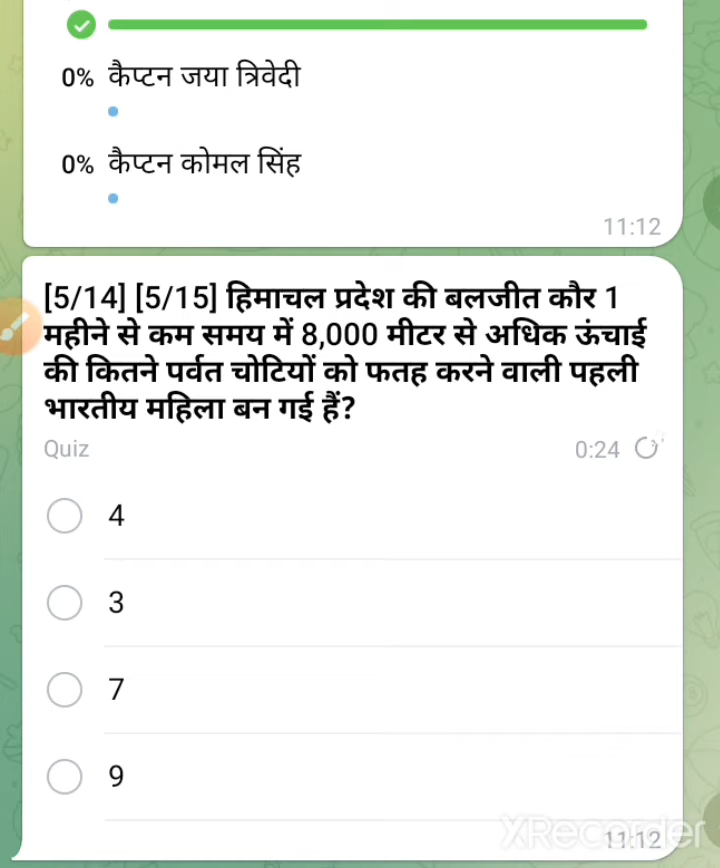 0% कैप्टन जया त्रिवेदी
0% कैप्टन कोमल सिंह
11:12
[5/14] [5/15] हिमाचल प्रदेश की बलजीत कौर 1
महीने से कम समय में 8,000 मीटर से अधिक ऊंचाई
की कितने पर्वत चोटियों को फतह करने वाली पहली
भारतीय महिला बन गई हैं?
Quiz 0:24
4
3
7
9
XRecorder
11:12